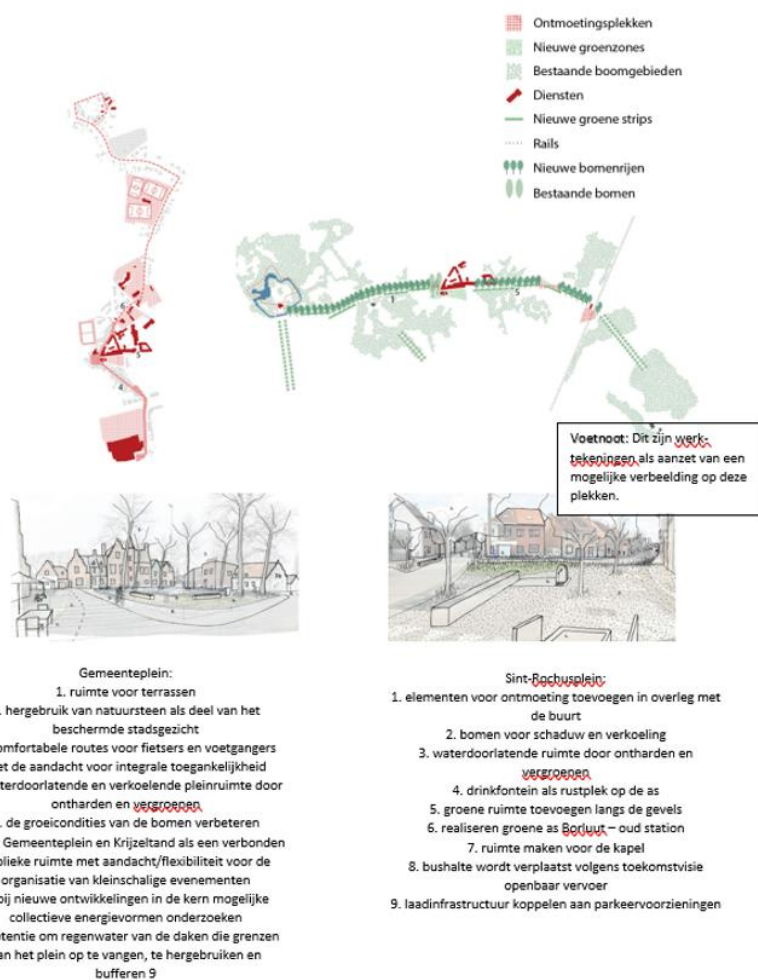 Ontmoetingsplekken
Nieuwe groenzones
Bestaande boomgebieden
Diensten
Nieuwe groene strips
Rails
Nieuwe bomenrijen
Bestaande bomen
6
5
4
1
5
Voetnoot: Dit zijn werk-
tekeningen als aanzet van een
mogelijke verbeelding op deze
plekken.
Gemeenteplein:
1. ruimte voor terrassen
. hergebruik van natuursteen als deel van het
beschermde stadsgezicht
omfortabele routes voor fietsers en voetgangers
et de aandacht voor integrale toegankelijkheid
terdoorlatende en verkoelende pleinruimte door
ontharden en vergroenen
. de groeicondities van de bomen verbeteren
Gemeenteplein en Krijzeltand als een verbonden
blieke ruimte met aandacht/flexibiliteit voor de
organisatie van kleinschalige evenementen
bij nieuwe ontwikkelingen in de kern mogelijke
collectieve energievormen onderzoeken
tentie om regenwater van de daken die grenzen
an het plein op te vangen, te hergebruiken en
bufferen 9
Sint-Rochusplein:
1. elementen voor ontmoeting toevoegen in overleg met
de buurt
2. bomen voor schaduw en verkoeling
3. waterdoorlatende ruimte door ontharden en
vergroenen
4. drinkfontein als rustplek op de as
5. groene ruimte toevoegen langs de gevels
6. realiseren groene as Borluut – oud station
7. ruimte maken voor de kapel
8. bushalte wordt verplaatst volgens toekomstvisie
openbaar vervoer
9. laadinfrastructuur koppelen aan parkeervoorzieningen